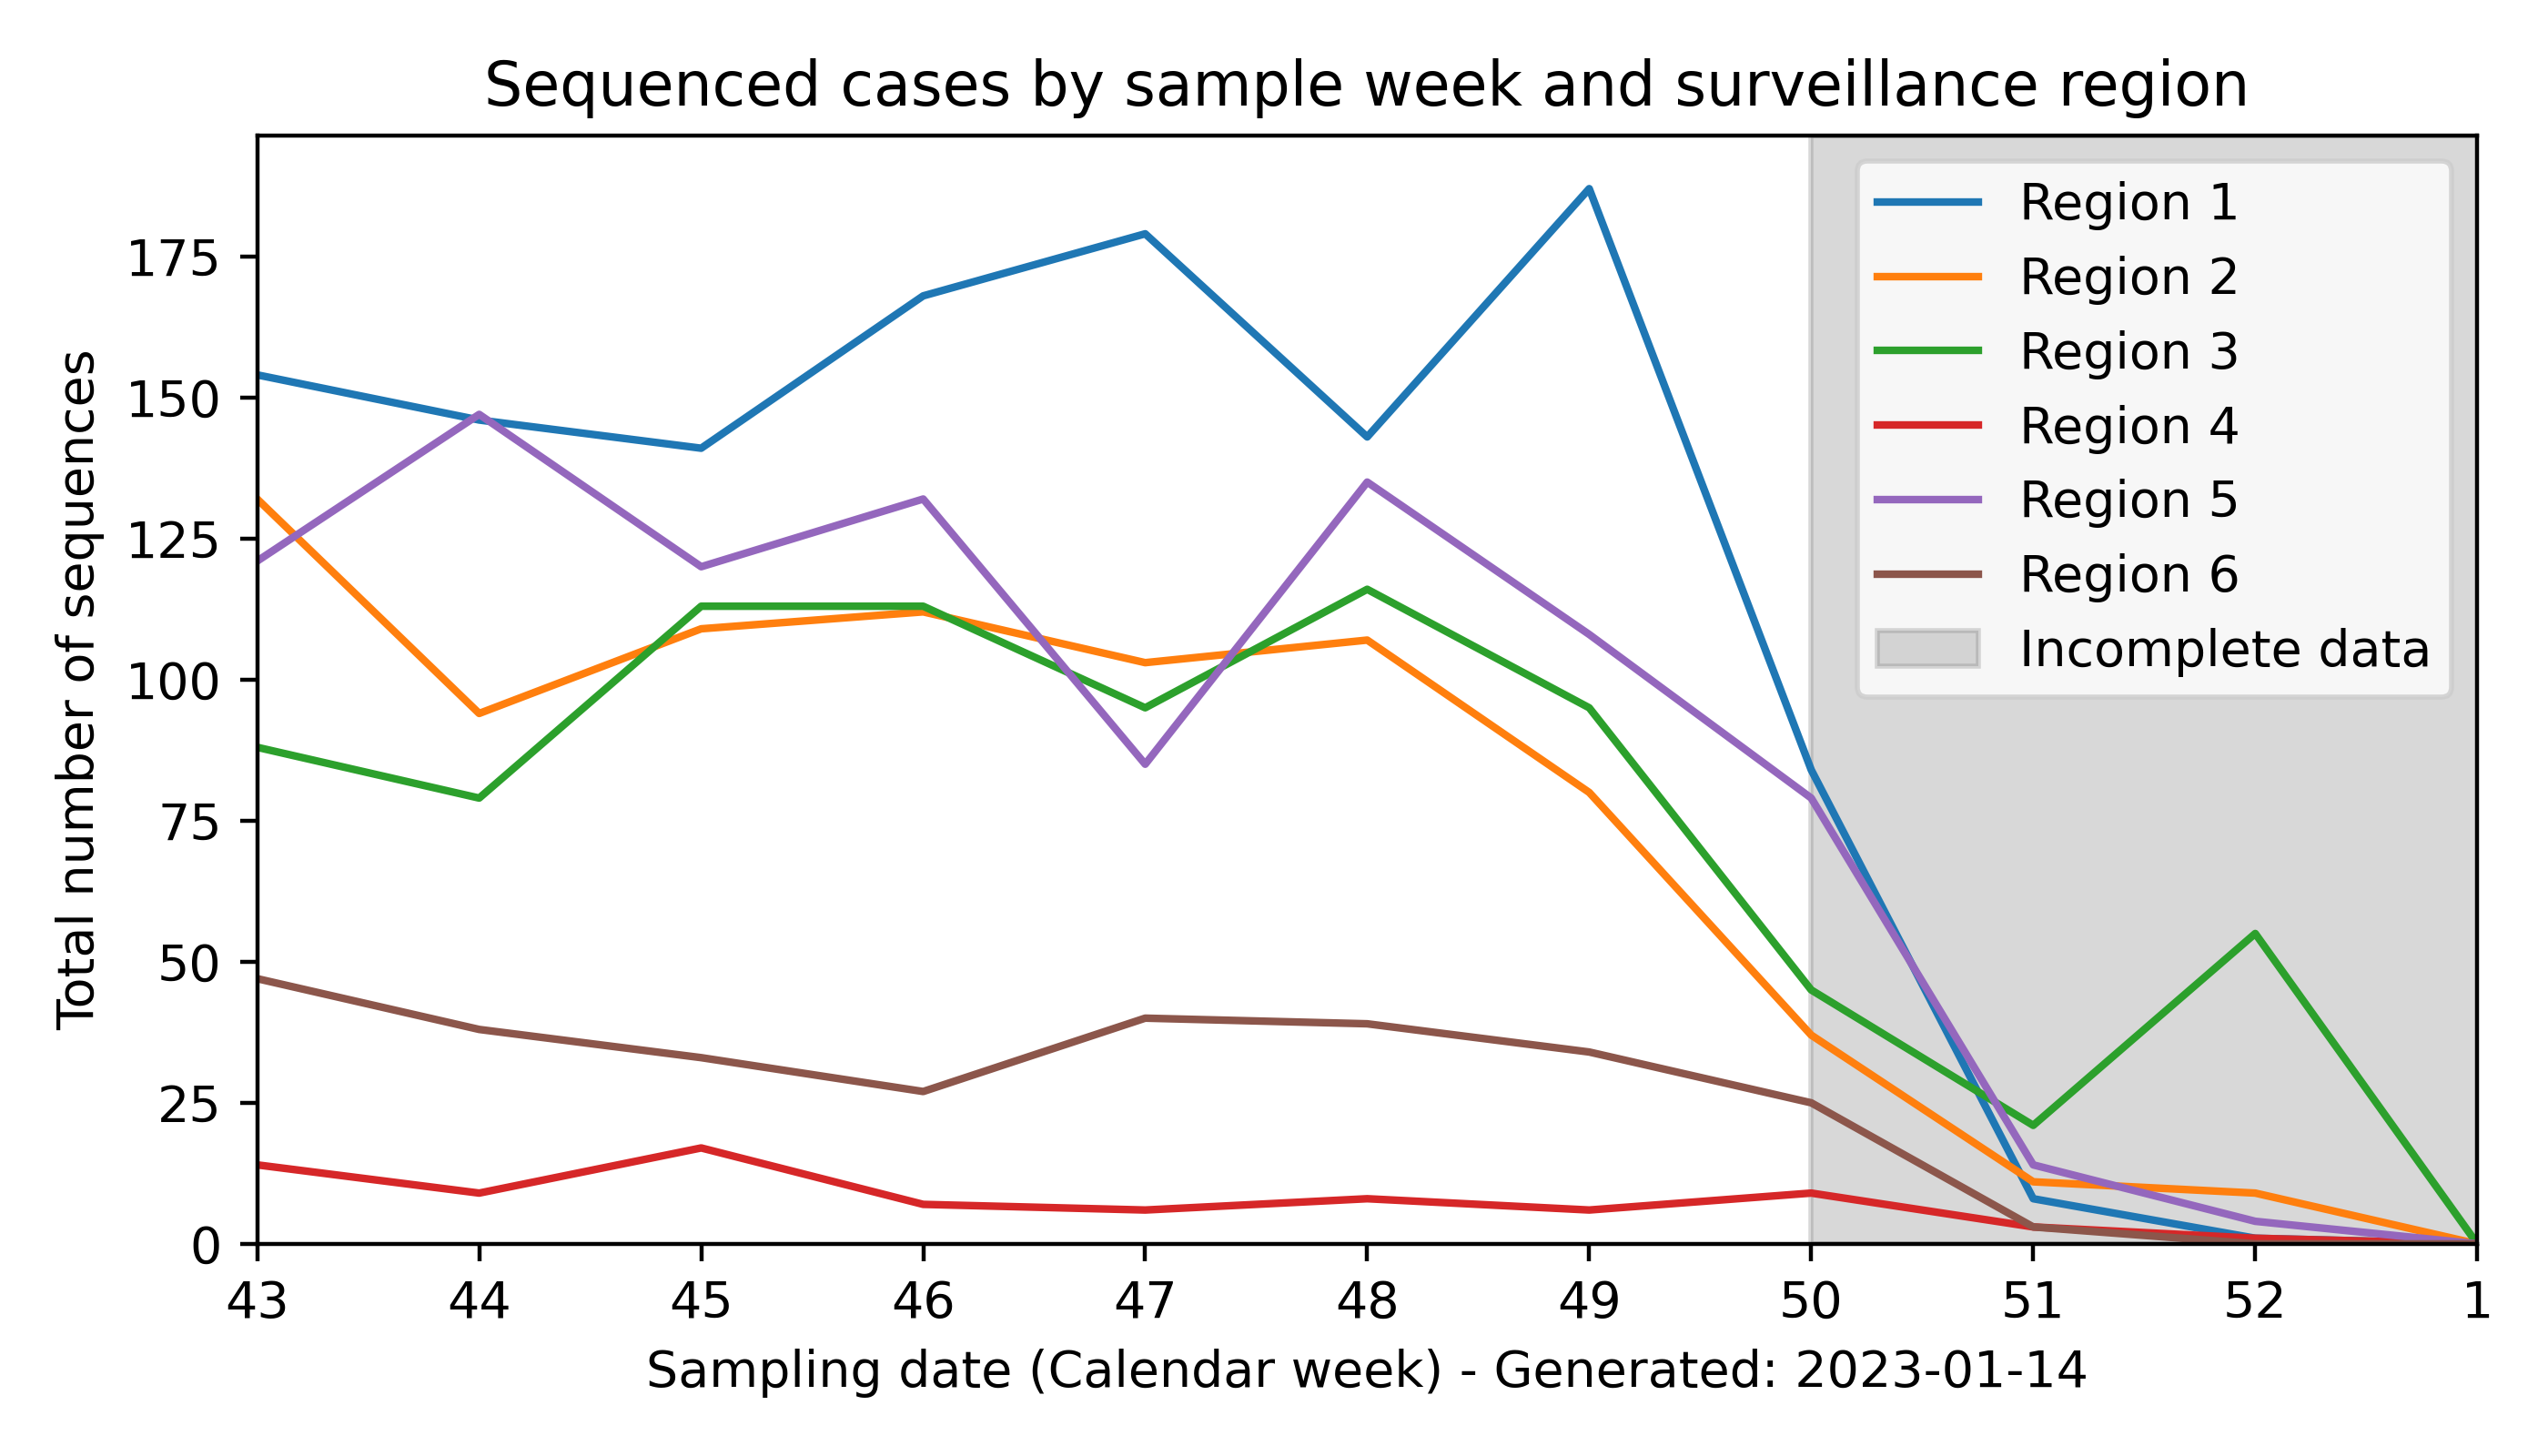 Sequenced cases by sample week and surveillance region
Total number of sequences
175
150
125
100
75
50
25
0
Region 1
Region 2
Region 3
Region 4
Region 5
Region 6
Incomplete data
43 44 45 46 47 48 49 50 51 52 1
Sampling date (Calendar week) - Generated: 2023-01-14